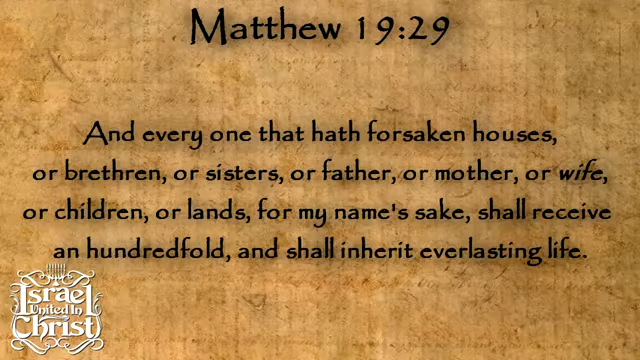 Matthew 19:29
And every one that hath forsaken houses,
or brethren, or sisters, or father, or mother, or wife,
or children, or lands, for my name's sake, shall receive
an hundredfold, and shall inherit everlasting life.
Israel
United In
Christ